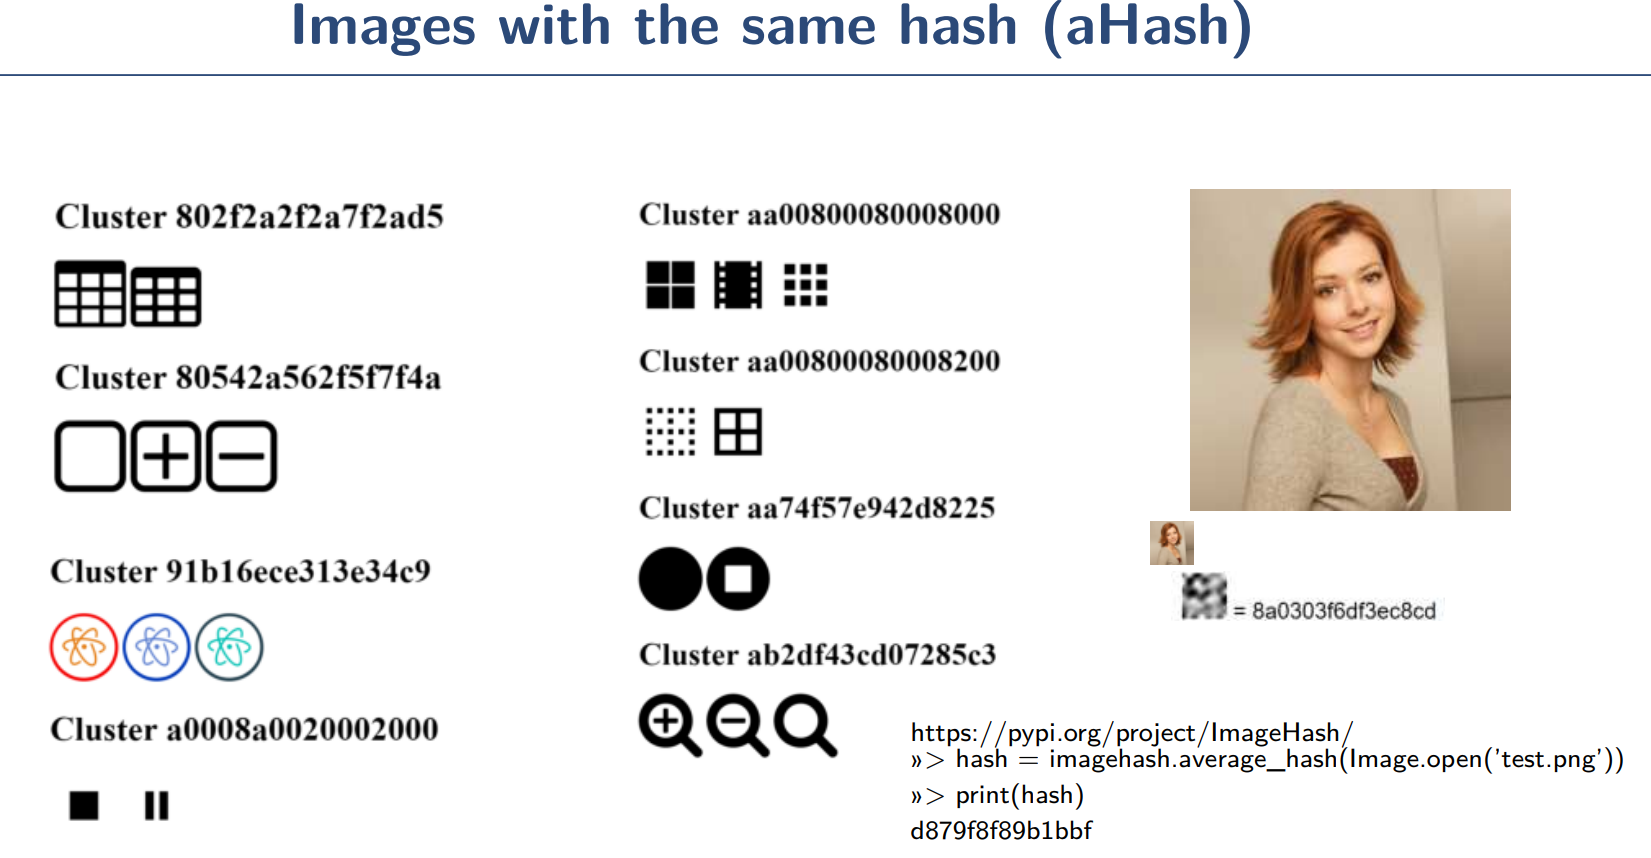 Images with the same hash (aHash)
Cluster 802f2a2f2a7f2ad5
Cluster 80542a562f5f7f4a
Cluster 91b16ece313e34c9
Cluster a0008a0020002000
Cluster aa00800080008000
Cluster aa00800080008200
Cluster aa74f57e942d8225
Cluster ab2df43cd07285c3
= 8a0303f6df3ec8cd
https://pypi.org/project/ImageHash/
»> hash = imagehash.average_hash(Image.open('test.png'))
»> print(hash)
d879f8f89b1bbf